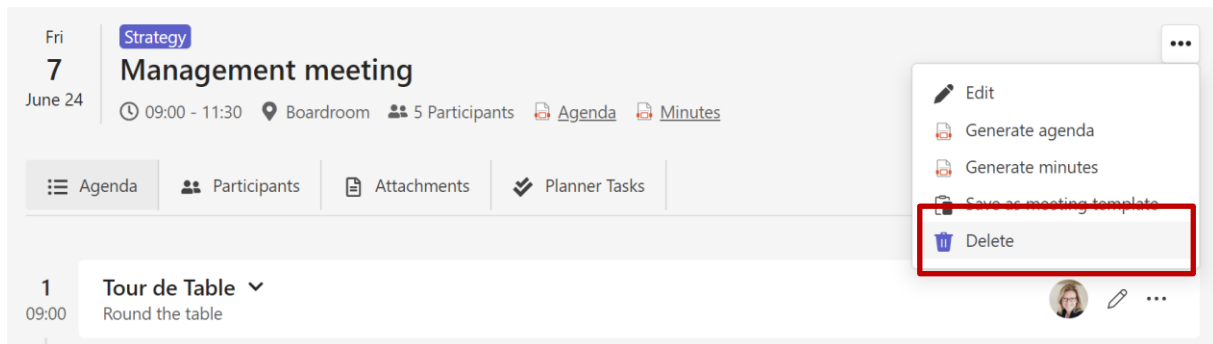 Fri
7
June 24
Strategy
Management meeting
09:00 - 11:30 Boardroom 5 Participants Agenda Minutes
Edit
Generate agenda
Generate minutes
Save as meeting template
Delete
Agenda Participants Attachments Planner Tasks
1
09:00
Tour de Table
Round the table